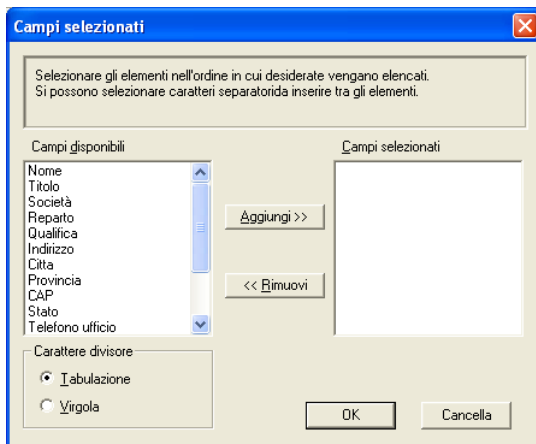 Campi selezionati
Selezionare gli elementi nell'ordine in cui desiderate vengano elencati.
Si possono selezionare caratteri separatorida inserire tra gli elementi.
Campi disponibili
Nome
Titolo
Società
Reparto
Qualifica
Indirizzo
Citta
Provincia
CAP
Stato
Telefono ufficio
Aggiungi >>
<< Rimuovi
Campi selezionati
Carattere divisore
Tabulazione
Virgola
OK
Cancella